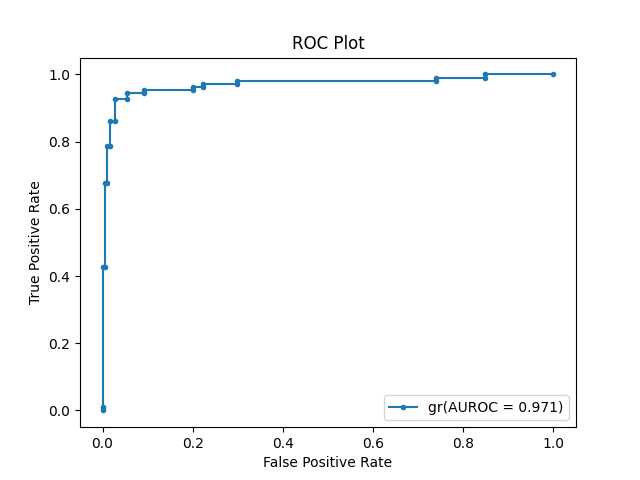 ROC Plot
1.0
0.8
0.6
0.4
0.2
0.0
True Positive Rate
gr(AUROC = 0.971)
0.0 0.2 0.4 0.6 0.8 1.0
False Positive Rate